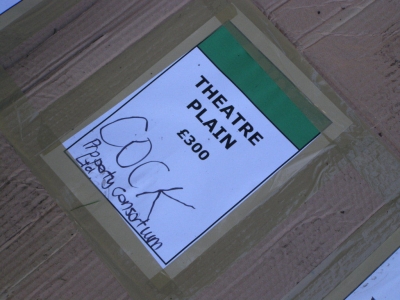 THEATRE
PLAIN
£300
COCK
Property Consortium
Ltd